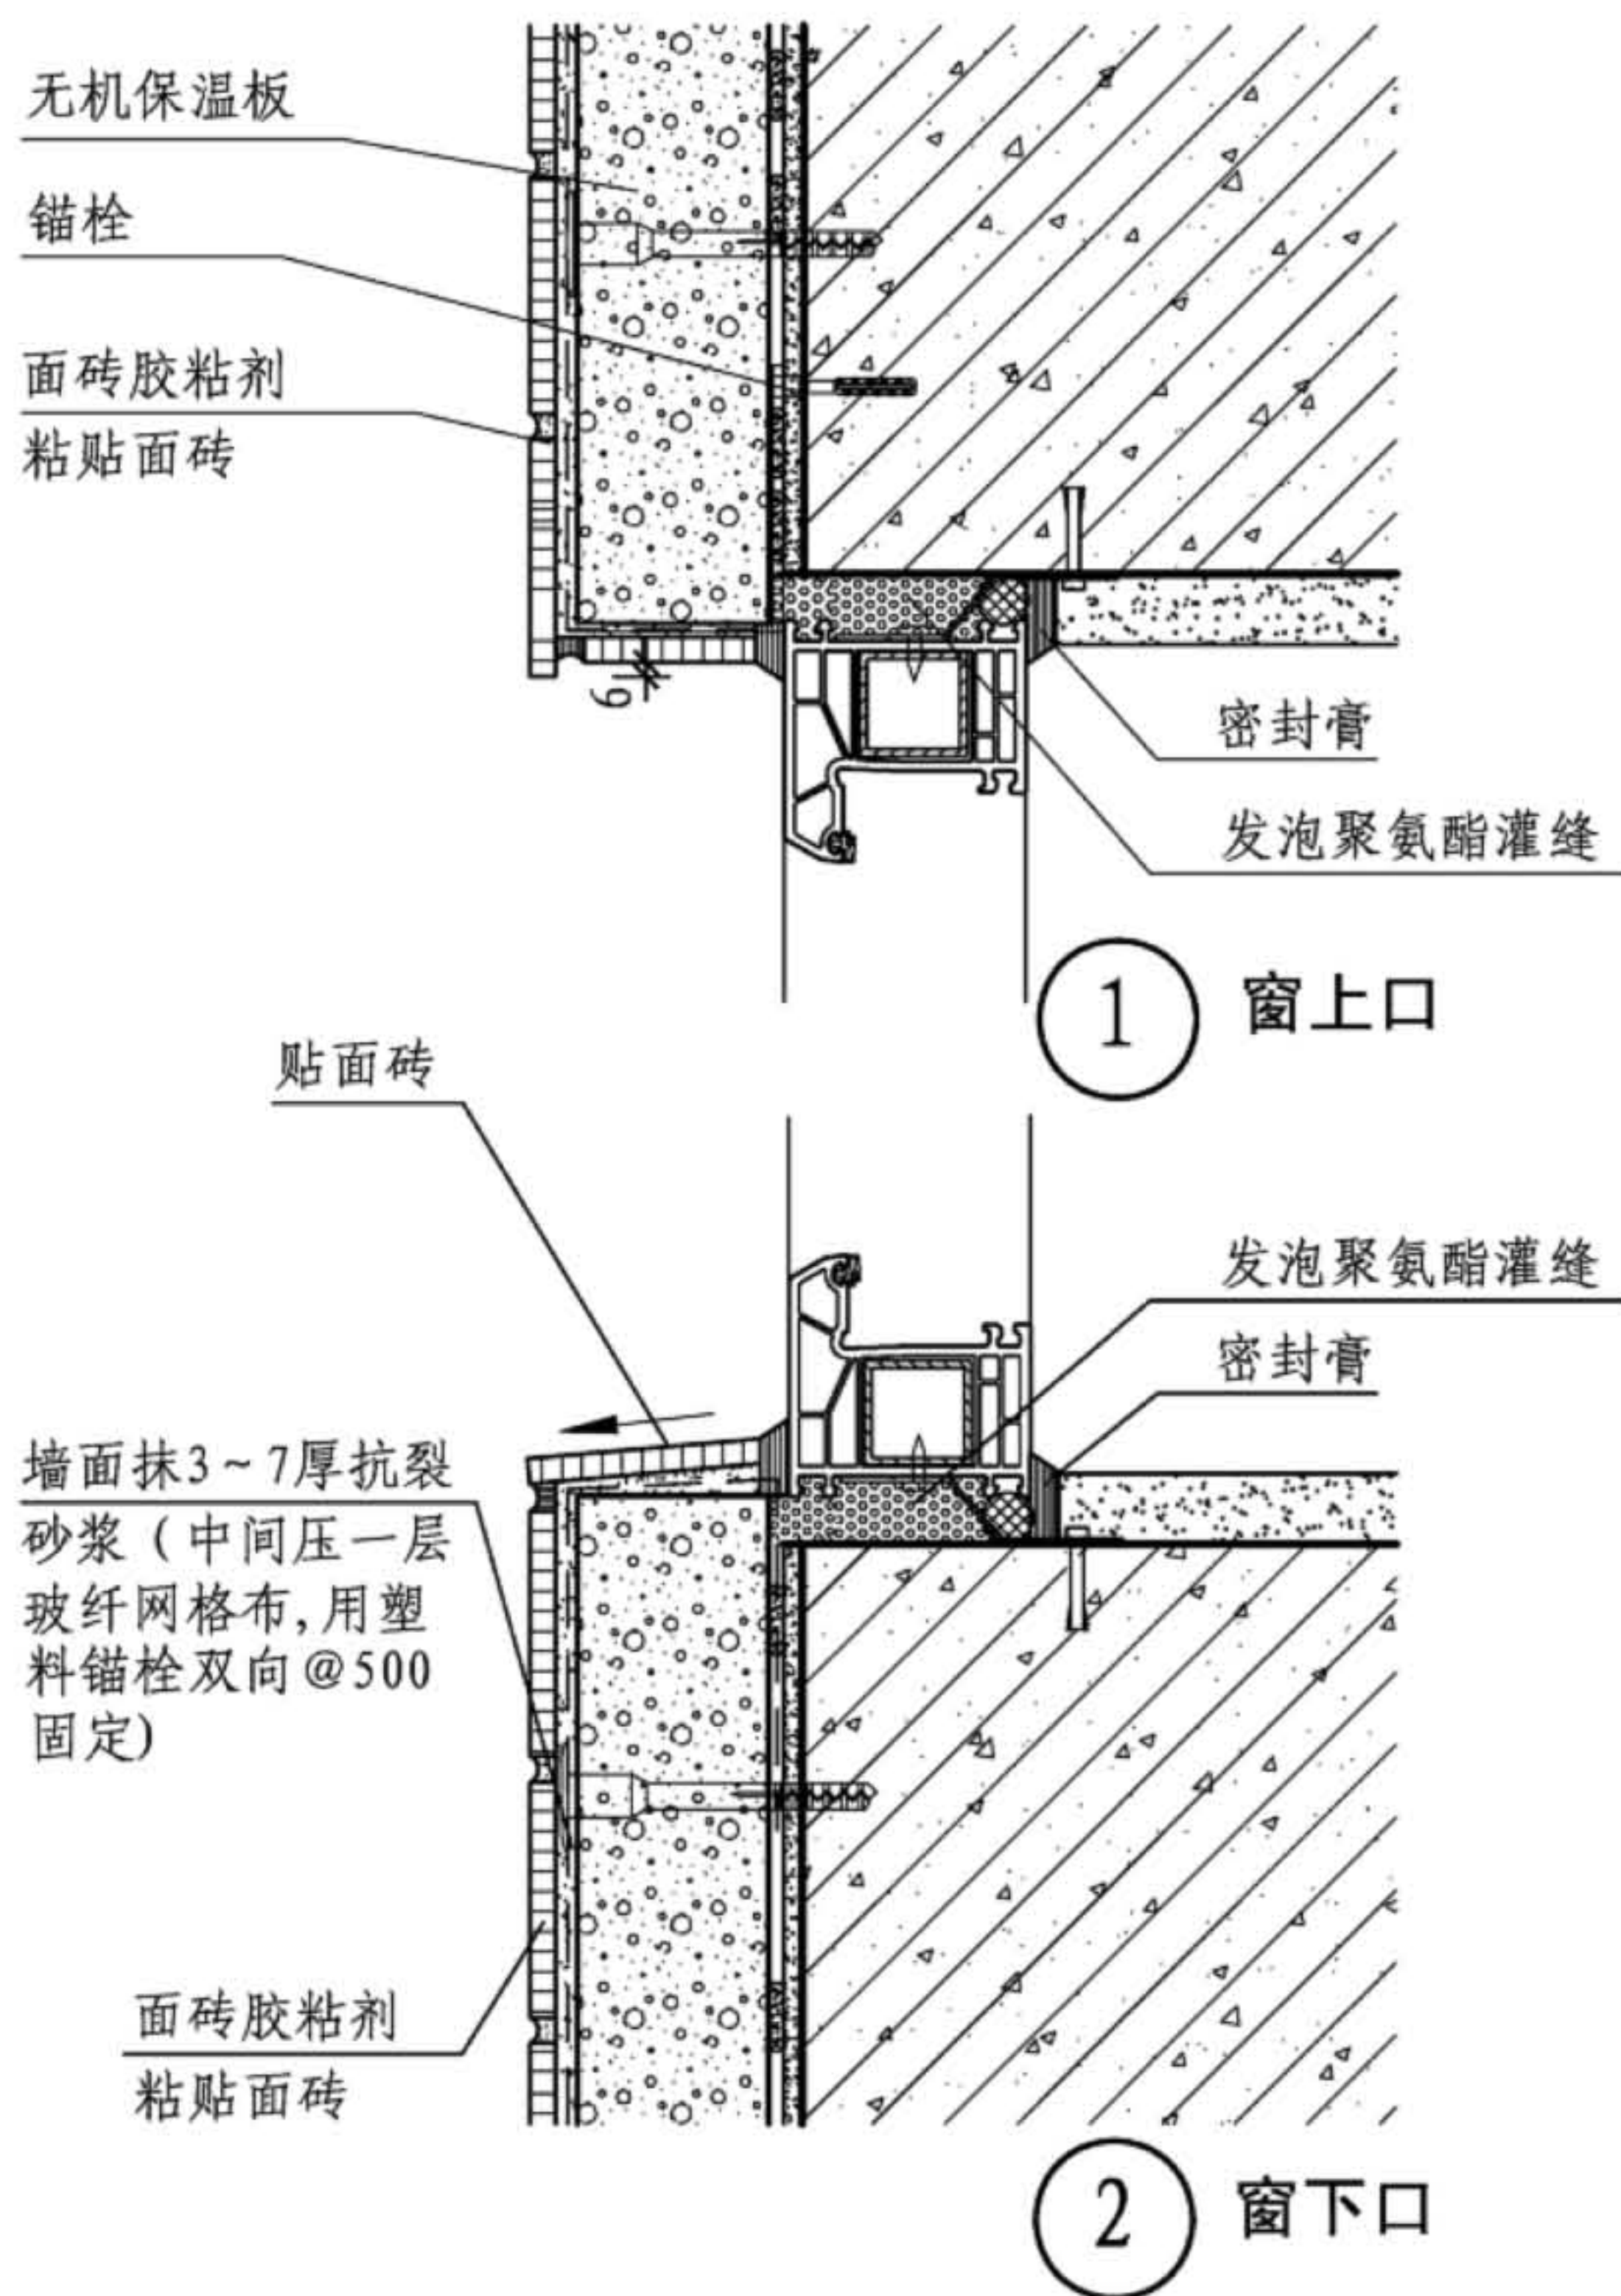 无机保温板
锚栓
面砖胶粘剂
粘贴面砖
6
密封膏
发泡聚氨酯灌缝
1 窗上口
贴面砖
发泡聚氨酯灌缝
密封膏
墙面抹3~7厚抗裂
砂浆(中间压一层
玻纤网格布,用塑
料锚栓双向@500
固定)
面砖胶粘剂
粘贴面砖
2 窗下口